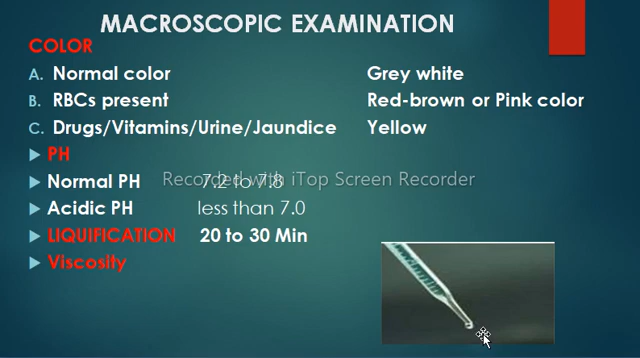 MACROSCOPIC EXAMINATION
COLOR
A. Normal color Grey white
B. RBCs present Red-brown or Pink color
C. Drugs/Vitamins/Urine/Jaundice Yellow
PH
Normal PH 7.2 to 7.8
Recorded with iTop Screen Recorder
Acidic PH less than 7.0
LIQUIFICATION 20 to 30 Min
Viscosity